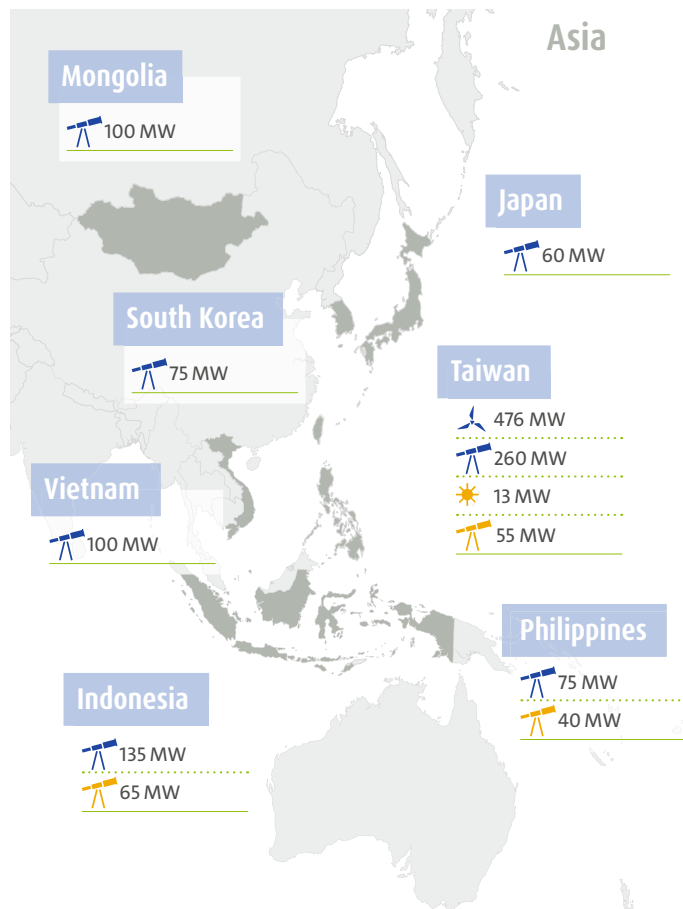 Asia
Mongolia
100 MW
Japan
60 MW
South Korea
75 MW
Taiwan
476 MW
260 MW
13 MW
55 MW
Vietnam
100 MW
Philippines
75 MW
40 MW
Indonesia
135 MW
65 MW